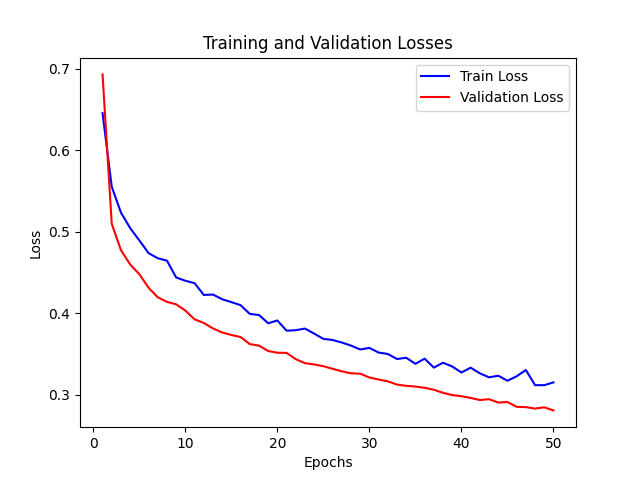 Training and Validation Losses
Train Loss
Validation Loss
Loss
0.7
0.6
0.5
0.4
0.3
0 10 20 30 40 50
Epochs